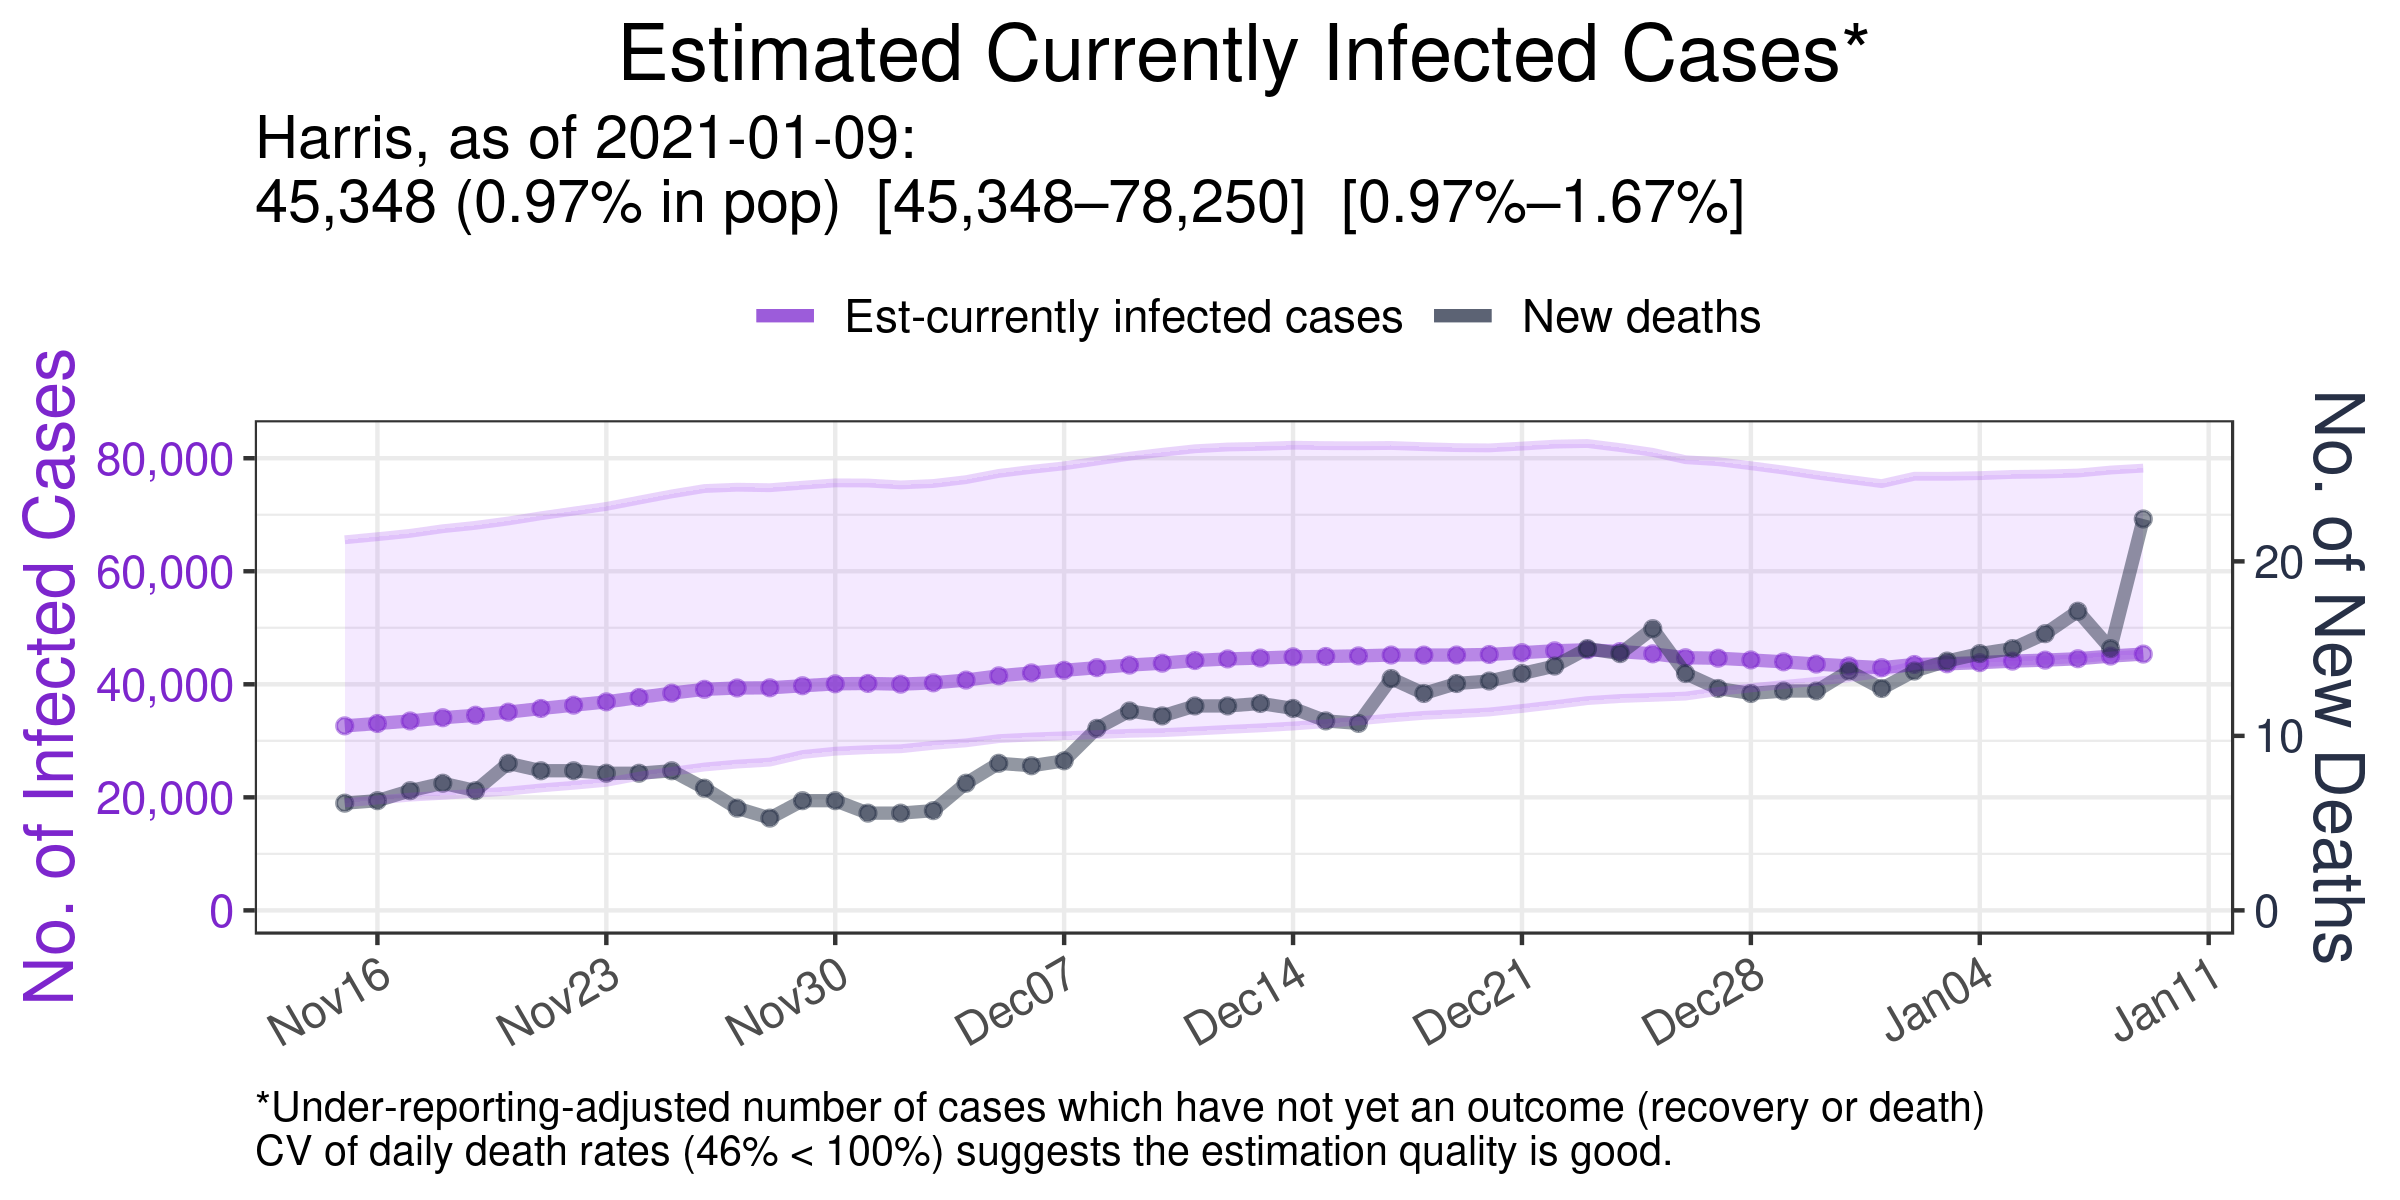 Estimated Currently Infected Cases*
Harris, as of 2021-01-09:
45,348 (0.97% in pop)  [45,348–78,250]  [0.97%–1.67%]
Est-currently infected cases
New deaths
No. of Infected Cases
80,000
60,000
40,000
20,000
0
No. of New Deaths
20
10
0
Nov16
Nov23
Nov30
Dec07
Dec14
Dec21
Dec28
Jan04
Jan11
*Under-reporting-adjusted number of cases which have not yet an outcome (recovery or death)
CV of daily death rates (46% < 100%) suggests the estimation quality is good.